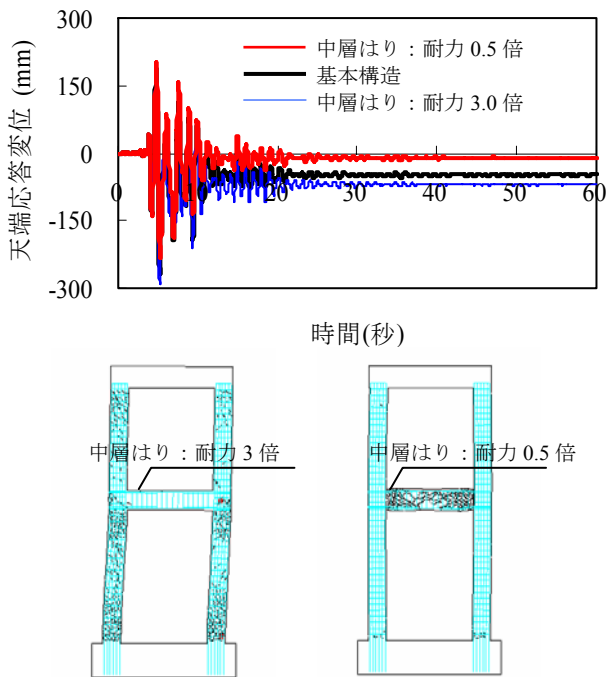 300
150
0
-150
-300
天端応答変位 (mm)
中層はり：耐力 0.5 倍
基本構造
中層はり：耐力 3.0 倍
0
10
20
30
40
50
60
時間(秒)
中層はり：耐力 3 倍
中層はり：耐力 0.5 倍